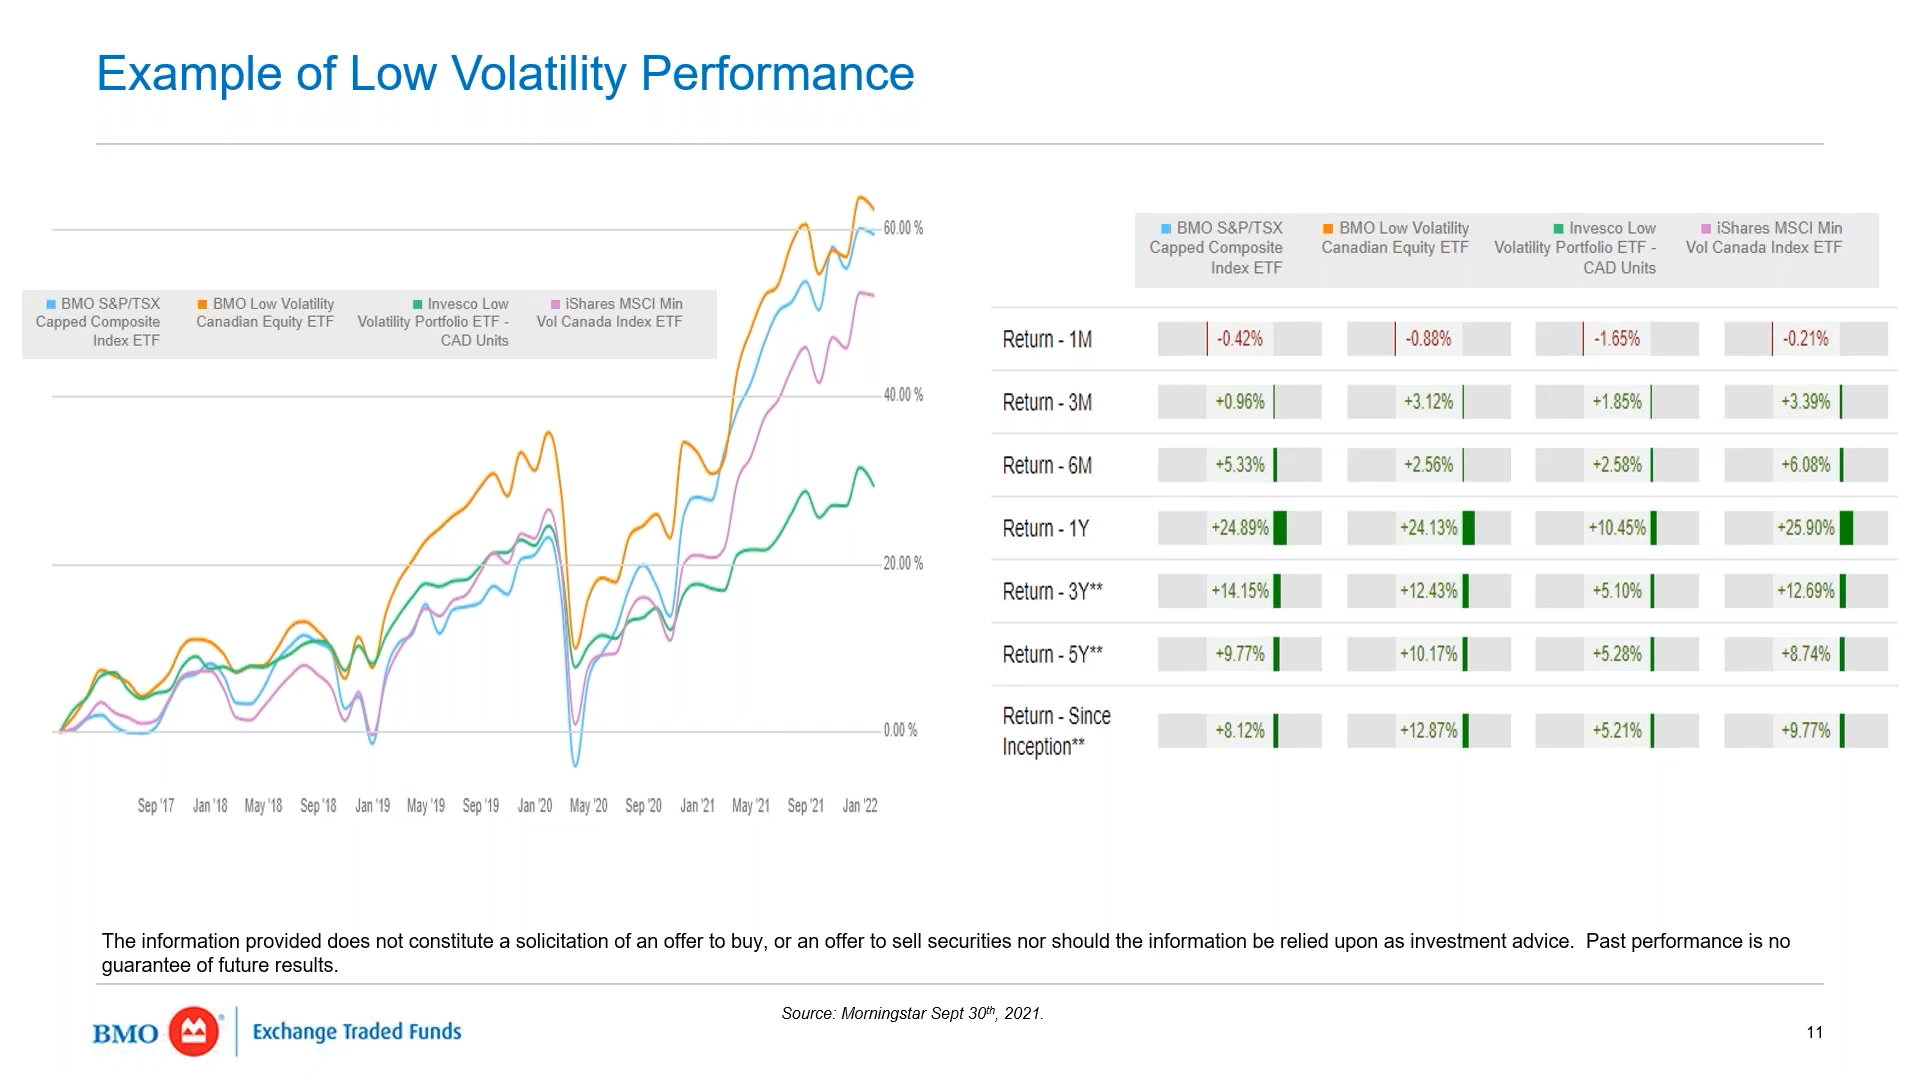 Example of Low Volatility Performance
60.00 %
BMO S&P/TSX Capped Composite Index ETF
BMO Low Volatility Canadian Equity ETF
Invesco Low Volatility Portfolio ETF - CAD Units
iShares MSCI Min Vol Canada Index ETF
40.00 %
20.00 %
0.00 %
Sep '17 Jan '18 May '18 Sep '18 Jan '19 May '19 Sep '19 Jan '20 May '20 Sep '20 Jan '21 May '21 Sep '21 Jan '22
BMO S&P/TSX Capped Composite Index ETF
BMO Low Volatility Canadian Equity ETF
Invesco Low Volatility Portfolio ETF - CAD Units
iShares MSCI Min Vol Canada Index ETF
Return - 1M -0.42% -0.88% -1.65% -0.21%
Return - 3M +0.96% +3.12% +1.85% +3.39%
Return - 6M +5.33% +2.56% +2.58% +6.08%
Return - 1Y +24.89% +24.13% +10.45% +25.90%
Return - 3Y** +14.15% +12.43% +5.10% +12.69%
Return - 5Y** +9.77% +10.17% +5.28% +8.74%
Return - Since Inception** +8.12% +12.87% +5.21% +9.77%
The information provided does not constitute a solicitation of an offer to buy, or an offer to sell securities nor should the information be relied upon as investment advice.  Past performance is no
guarantee of future results.
BMO Exchange Traded Funds
Source: Morningstar Sept 30th, 2021.
11